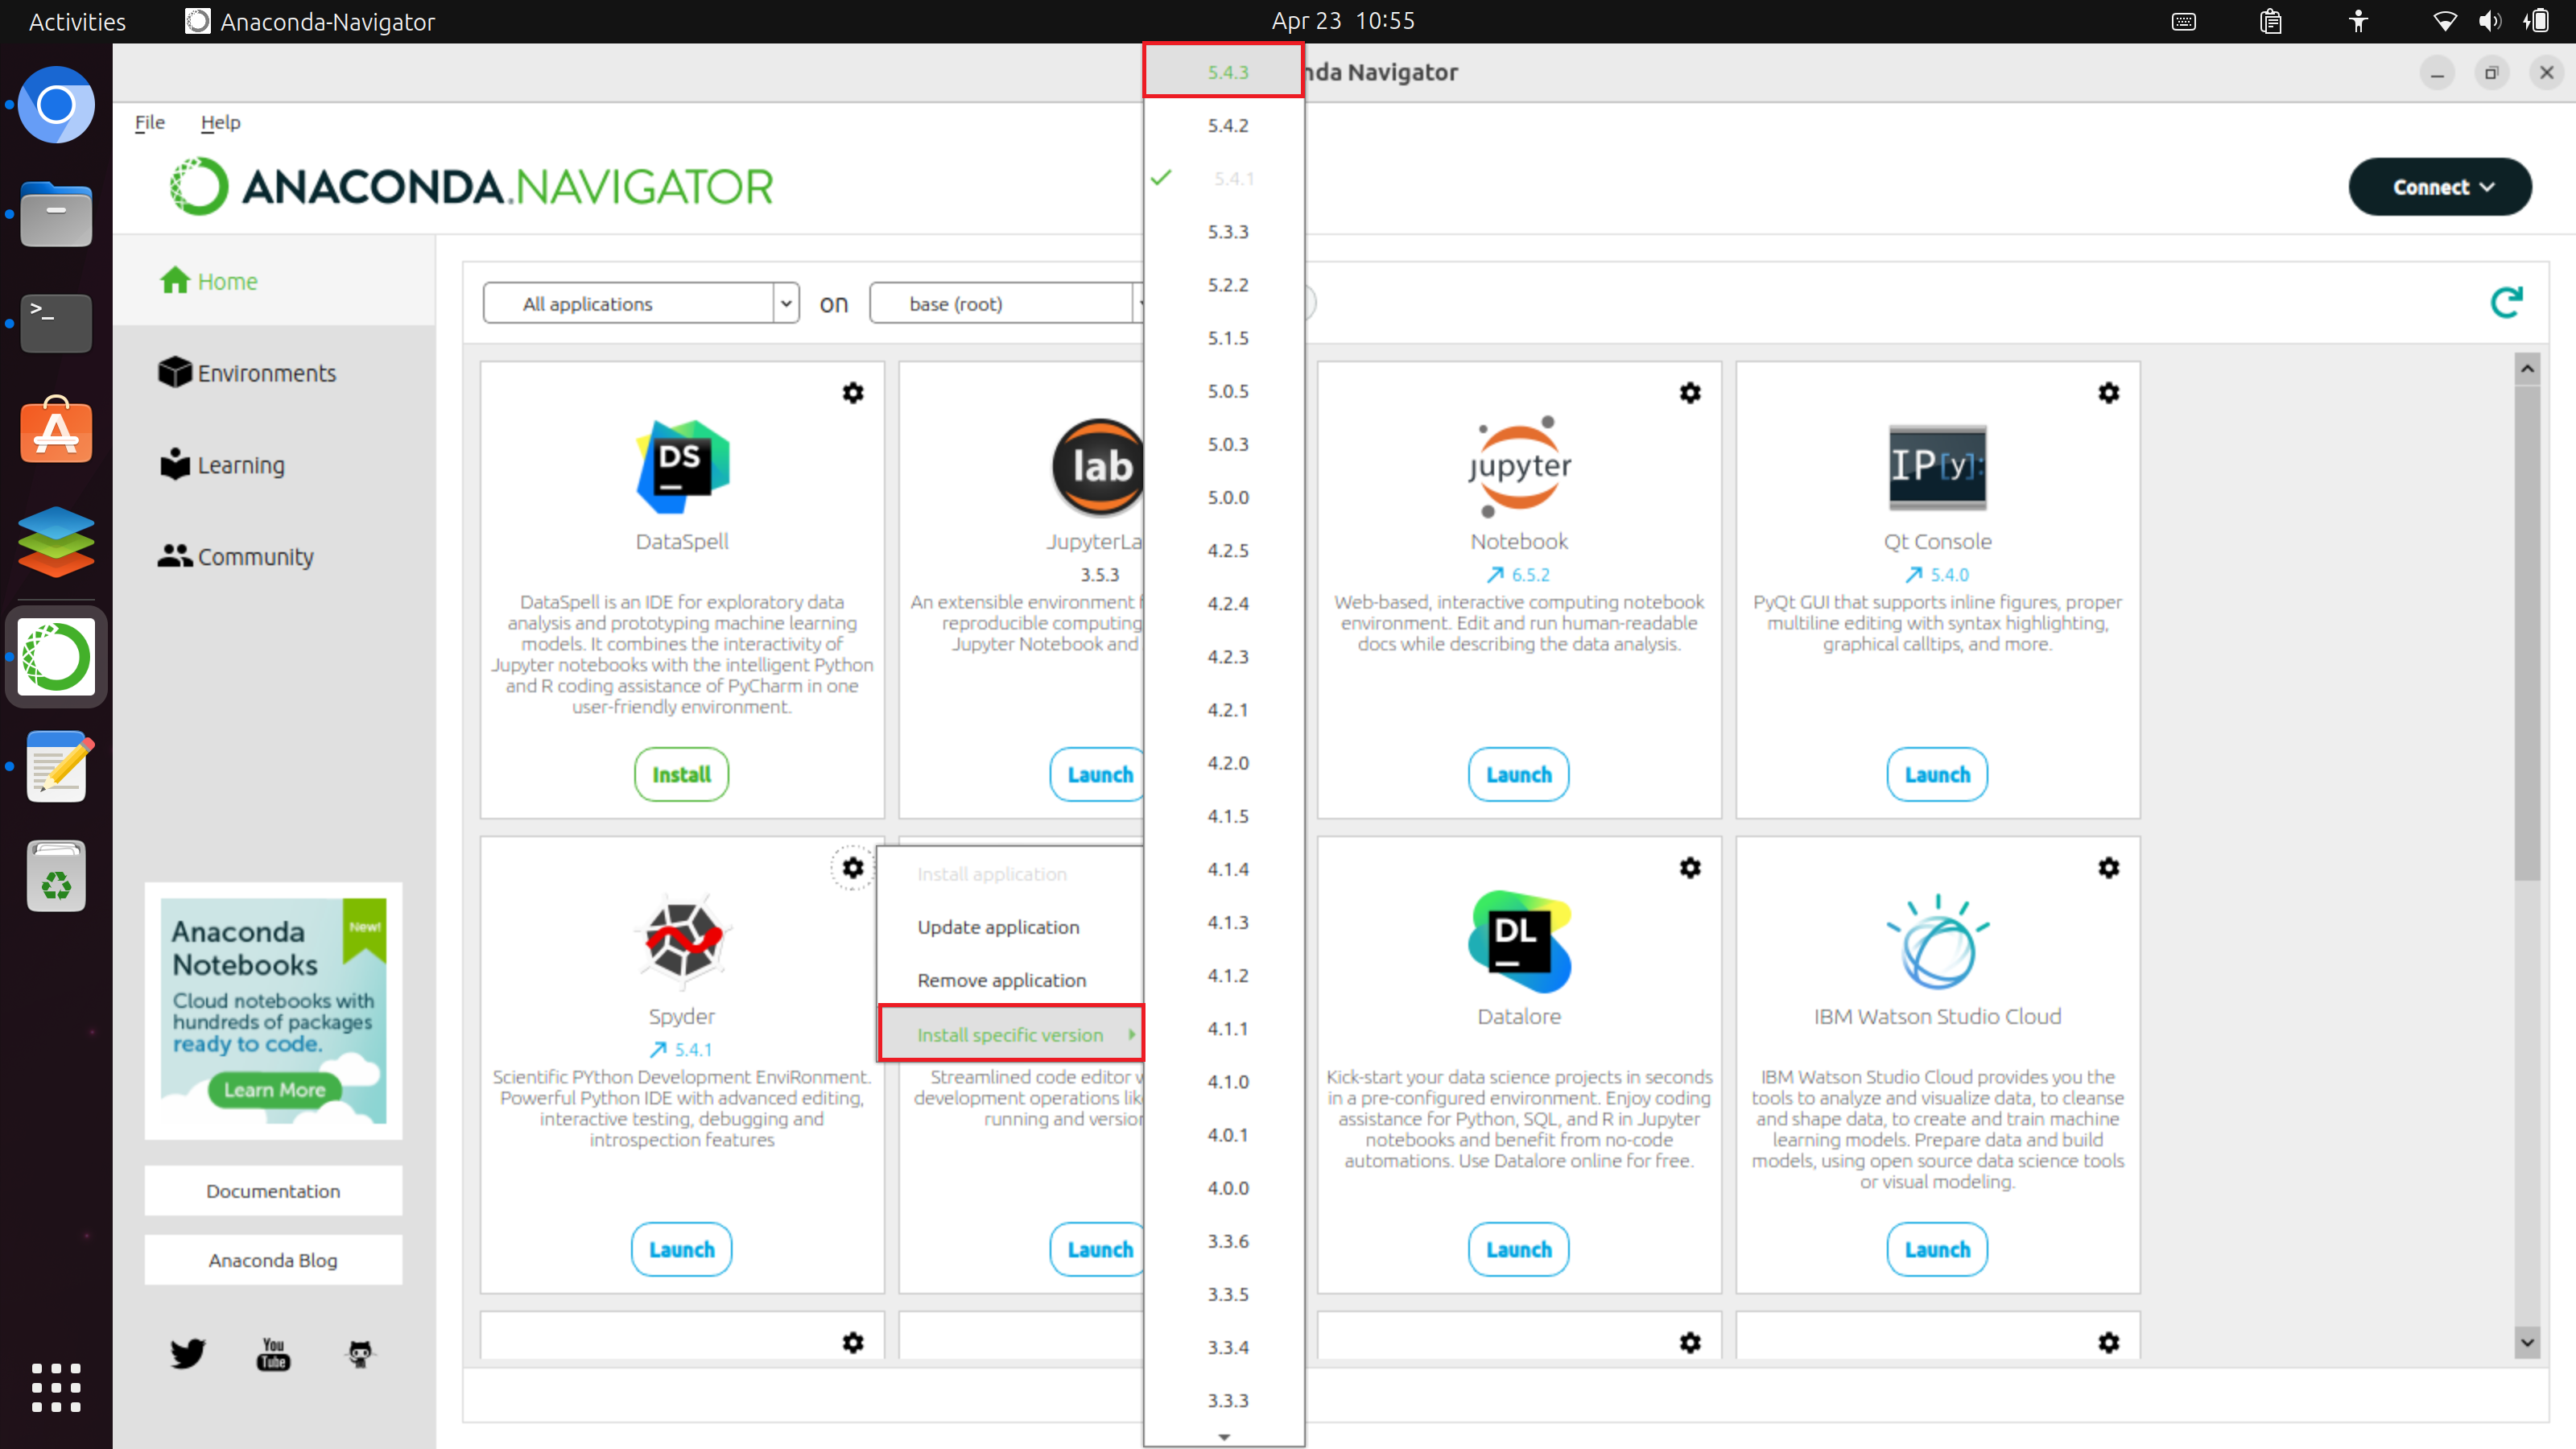 Activities
Anaconda-Navigator
Apr 23 10:55
nda Navigator
File
Help
ANACONDA.NAVIGATOR
Connect
Home
Environments
Learning
Community
Anaconda
Notebooks
New!
Cloud notebooks with
hundreds of packages
ready to code.
Learn More
Documentation
Anaconda Blog
You
Tube
All applications
on
base (root)
DS
DataSpell
DataSpell is an IDE for exploratory data
analysis and prototyping machine learning
models. It combines the interactivity of
Jupyter notebooks with the intelligent Python
and R coding assistance of PyCharm in one
user-friendly environment.
Install
lab
JupyterLa
3.5.3
An extensible environment f
reproducible computing
Jupyter Notebook and
Launch
jupyter
Notebook
6.5.2
Web-based, interactive computing notebook
environment. Edit and run human-readable
docs while describing the data analysis.
Launch
IP[y]:
Qt Console
5.4.0
PyQt GUI that supports inline figures, proper
multiline editing with syntax highlighting,
graphical calltips, and more.
Launch
Spyder
5.4.1
Scientific PYthon Development EnviRonment.
Powerful Python IDE with advanced editing,
interactive testing, debugging and
introspection features
Launch
Install application
Update application
Remove application
Install specific version
Streamlined code editor w
development operations lik
running and version
Launch
DL
Datalore
Kick-start your data science projects in seconds
in a pre-configured environment. Enjoy coding
assistance for Python, SQL, and R in Jupyter
notebooks and benefit from no-code
automations. Use Datalore online for free.
Launch
IBM Watson Studio Cloud
IBM Watson Studio Cloud provides you the
tools to analyze and visualize data, to cleanse
and shape data, to create and train machine
learning models. Prepare data and build
models, using open source data science tools
or visual modeling.
Launch
5.4.3
5.4.2
5.4.1
5.3.3
5.2.2
5.1.5
5.0.5
5.0.3
5.0.0
4.2.5
4.2.4
4.2.3
4.2.1
4.2.0
4.1.5
4.1.4
4.1.3
4.1.2
4.1.1
4.1.0
4.0.1
4.0.0
3.3.6
3.3.5
3.3.4
3.3.3